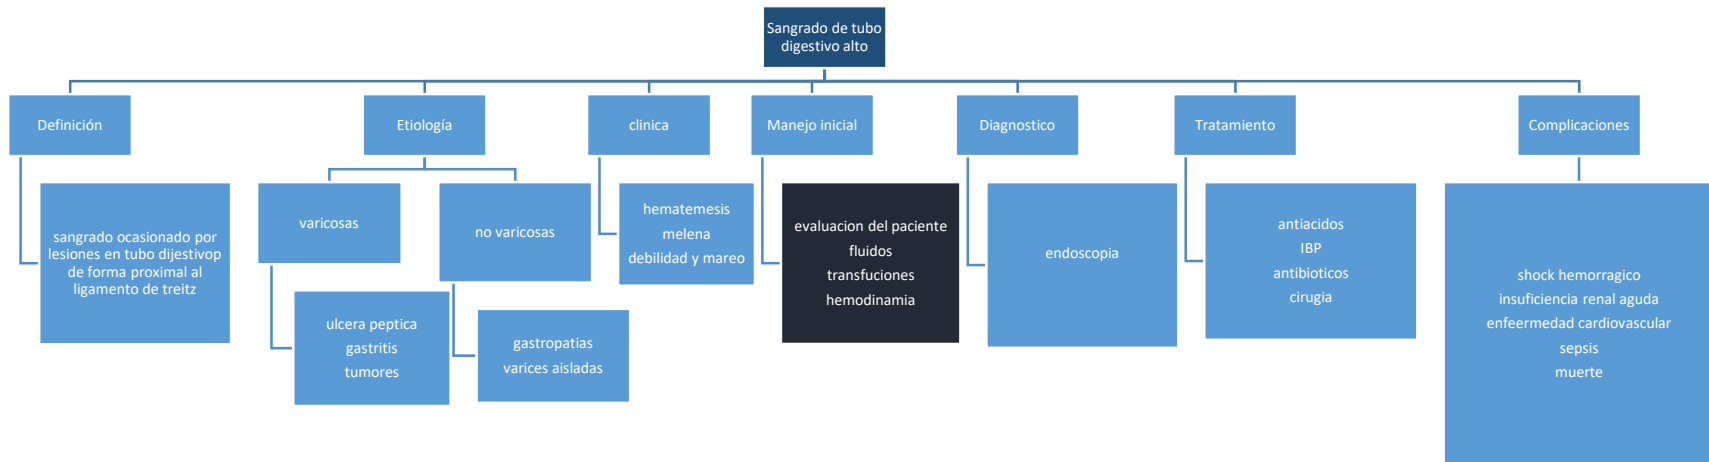 Sangrado de tubo
digestivo alto
Definición
Etiología
clinica
Manejo inicial
Diagnostico
Tratamiento
Complicaciones
sangrado ocasionado por
lesiones en tubo dijestivop
de forma proximal al
ligamento de treitz
varicosas
no varicosas
ulcera peptica
gastritis
tumores
gastropatias
varices aisladas
hematemesis
melena
debilidad y mareo
evaluacion del paciente
fluidos
transfuciones
hemodinamia
endoscopia
antiacidos
IBP
antibioticos
cirugia
shock hemorragico
insuficiencia renal aguda
enfeermedad cardiovascular
sepsis
muerte